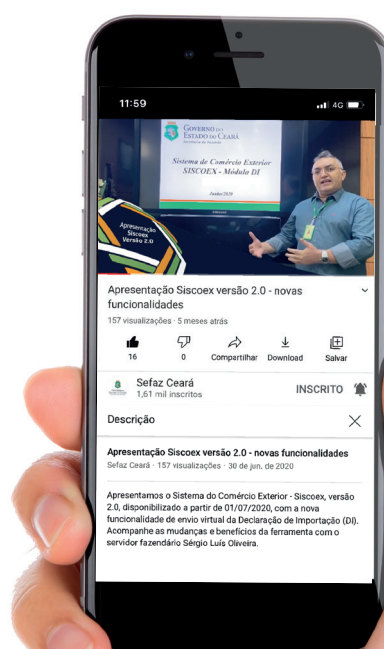 11:59
4G
GOVERNO DO
ESTADO DO CEARÁ
Secretaria da Fazenda
Sistema de Comércio Exterior
SISCOEX - Módulo DI
Junho/2020
Apresentação
Siscoex
Versão 2.0
Apresentação Siscoex versão 2.0 - novas
funcionalidades
157 visualizações · 5 meses atrás
16
0
Compartilhar
Download
Salvar
Sefaz Ceará
1,61 mil inscritos
INSCRITO
Descrição
Apresentação Siscoex versão 2.0 - novas funcionalidades
Sefaz Ceará · 157 visualizações · 30 de jun. de 2020
Apresentamos o Sistema do Comércio Exterior - Siscoex, versão
2.0, disponibilizado a partir de 01/07/2020, com a nova
funcionalidade de envio virtual da Declaração de Importação (DI).
Acompanhe as mudanças e benefícios da ferramenta com o
servidor fazendário Sérgio Luís Oliveira.